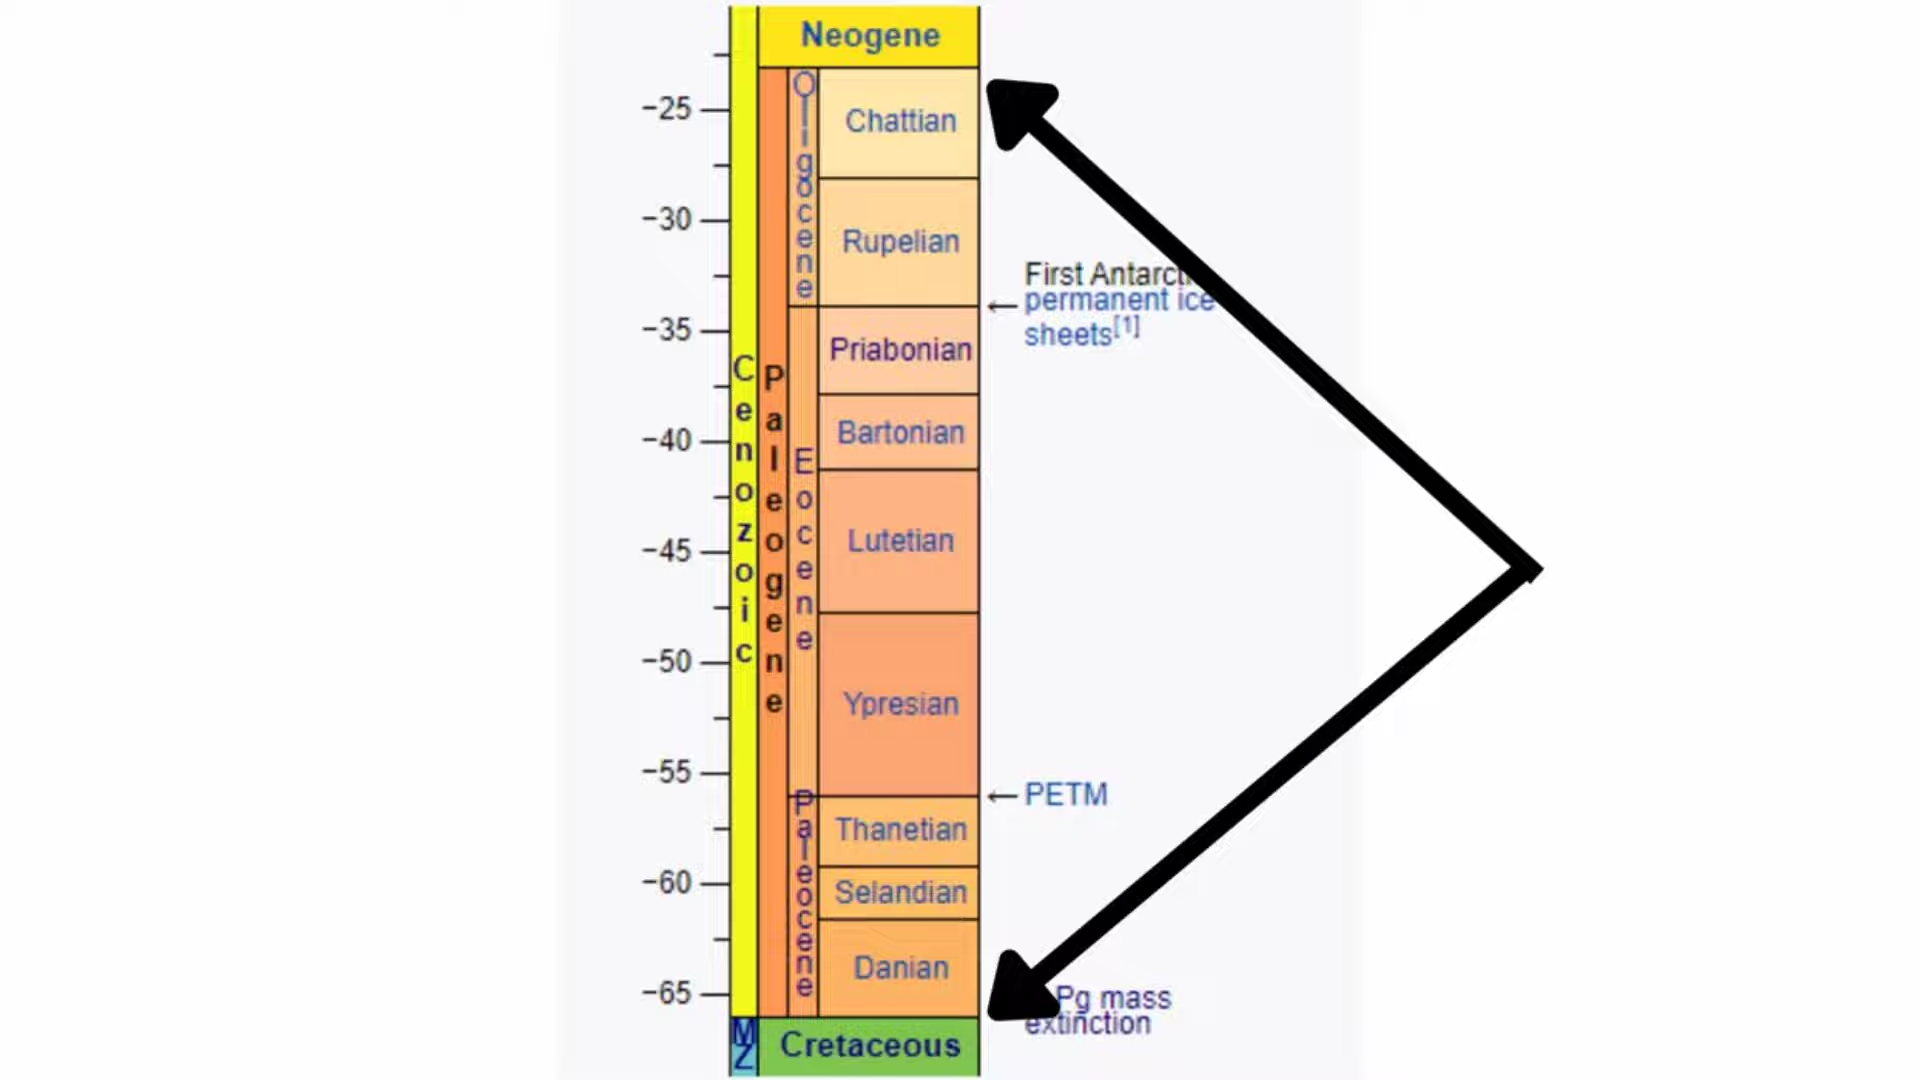 Neogene
Oligocene
Chattian
-25
Rupelian
-30
First Antarcti
permanent ice
sheets[1]
-35
Priabonian
Cenozoic
Paleogene
Bartonian
-40
Eocene
Lutetian
-45
-50
Ypresian
-55
PETM
Paleocene
Thanetian
-60
Selandian
Danian
-65
Pg mass
extinction
MZ
Cretaceous